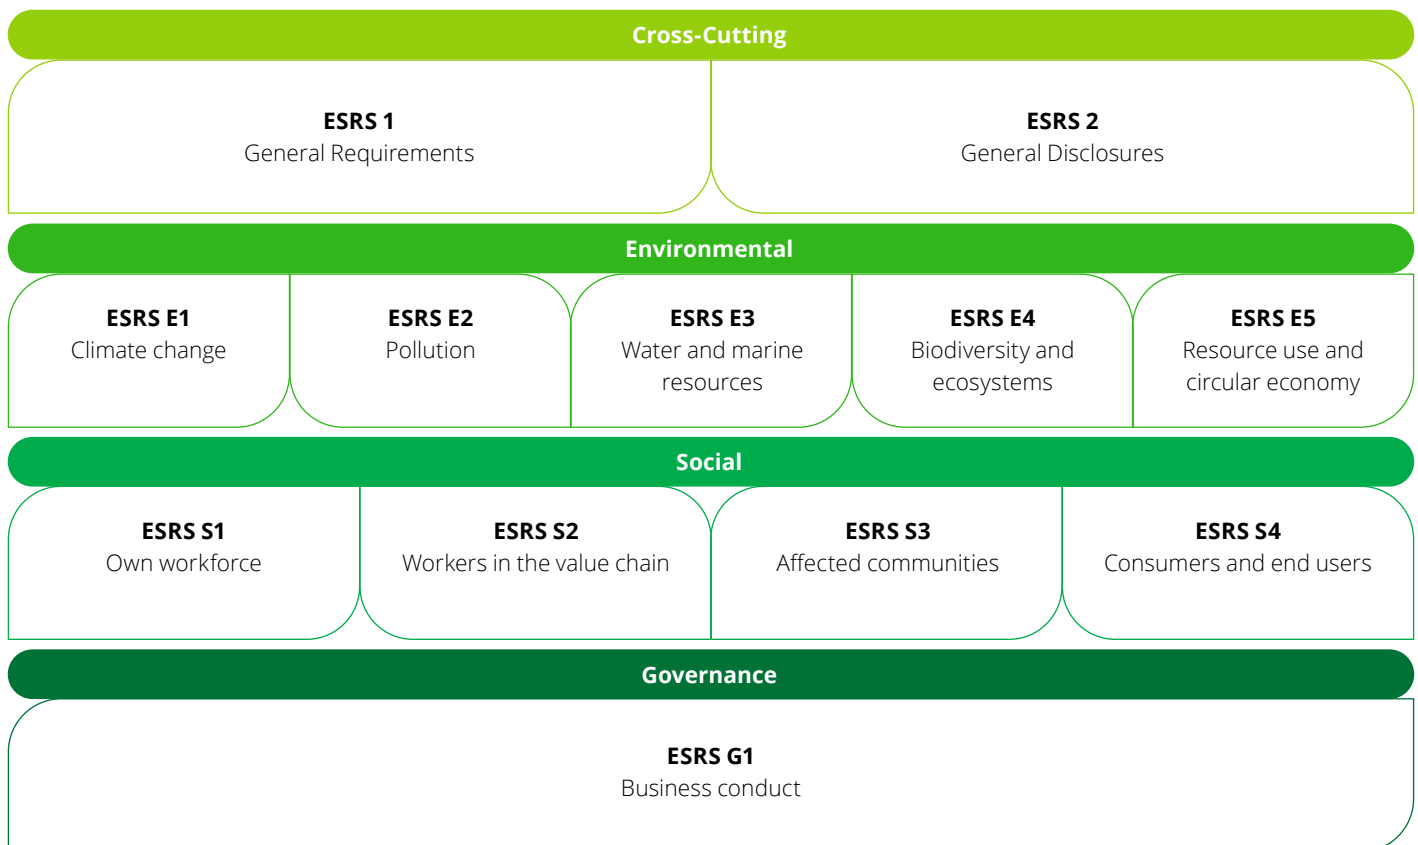 Cross-Cutting
ESRS 1
General Requirements
ESRS 2
General Disclosures
Environmental
ESRS E1
Climate change
ESRS E2
Pollution
ESRS E3
Water and marine
resources
ESRS E4
Biodiversity and
ecosystems
ESRS E5
Resource use and
circular economy
Social
ESRS S1
Own workforce
ESRS S2
Workers in the value chain
ESRS S3
Affected communities
ESRS S4
Consumers and end users
Governance
ESRS G1
Business conduct